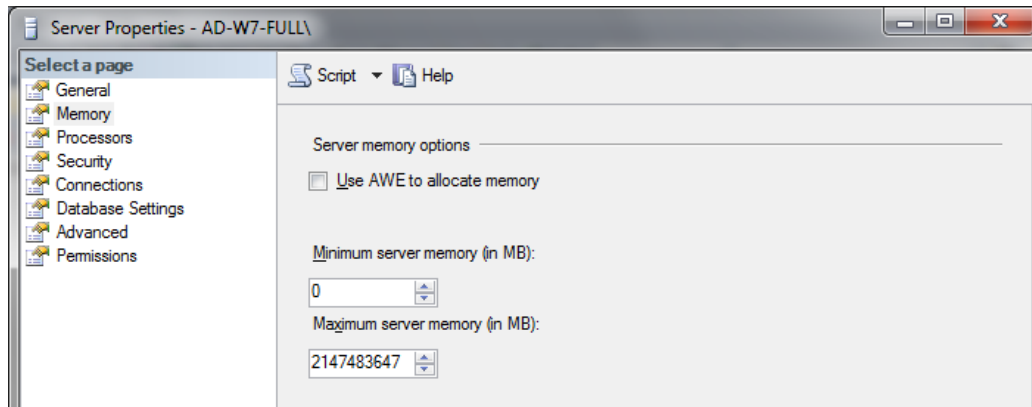 Server Properties - AD-W7-FULL\
Select a page
General
Memory
Processors
Security
Connections
Database Settings
Advanced
Permissions
Script Help
Server memory options
Use AWE to allocate memory
Minimum server memory (in MB):
0
Maximum server memory (in MB):
2147483647